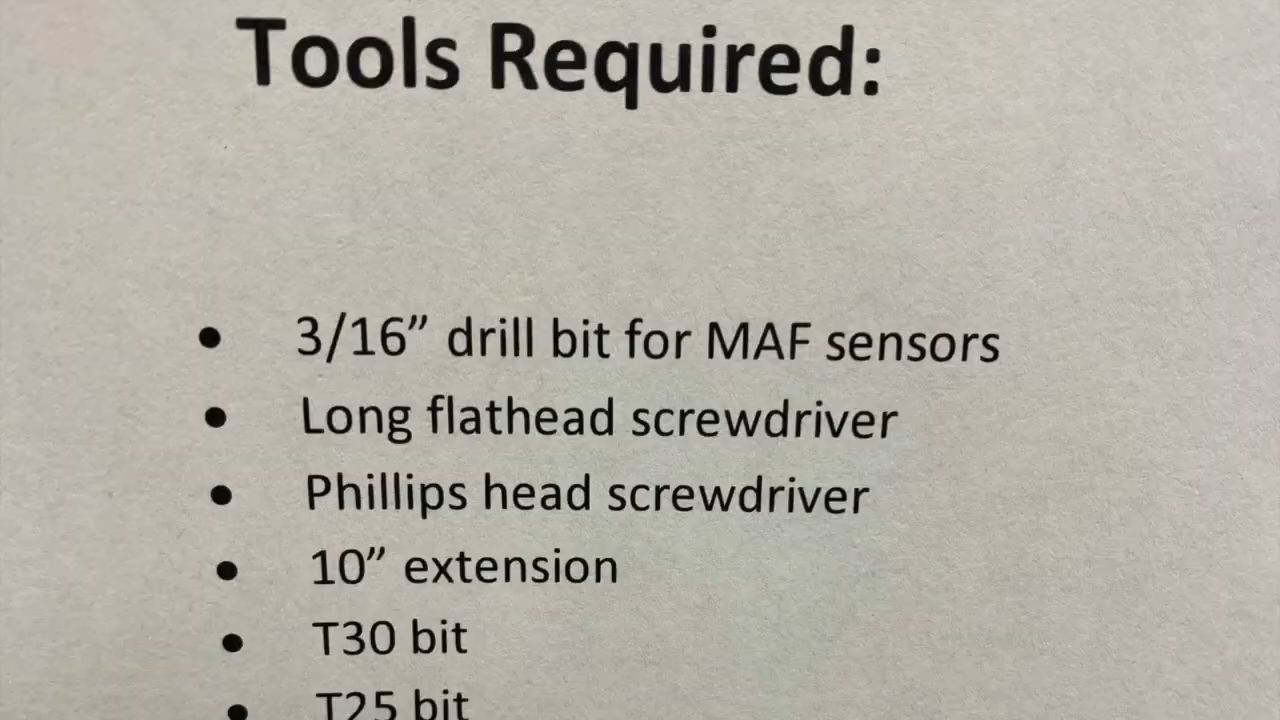 Tools Required:
• 3/16” drill bit for MAF sensors
• Long flathead screwdriver
• Phillips head screwdriver
• 10” extension
• T30 bit
• T25 bit